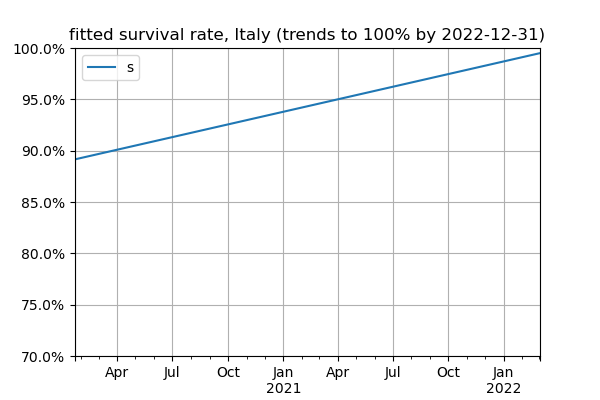 fitted survival rate, Italy (trends to 100% by 2022-12-31)
100.0%
95.0%
90.0%
85.0%
80.0%
75.0%
70.0%
s
Apr Jul Oct Jan Apr Jul Oct Jan
2021 2022